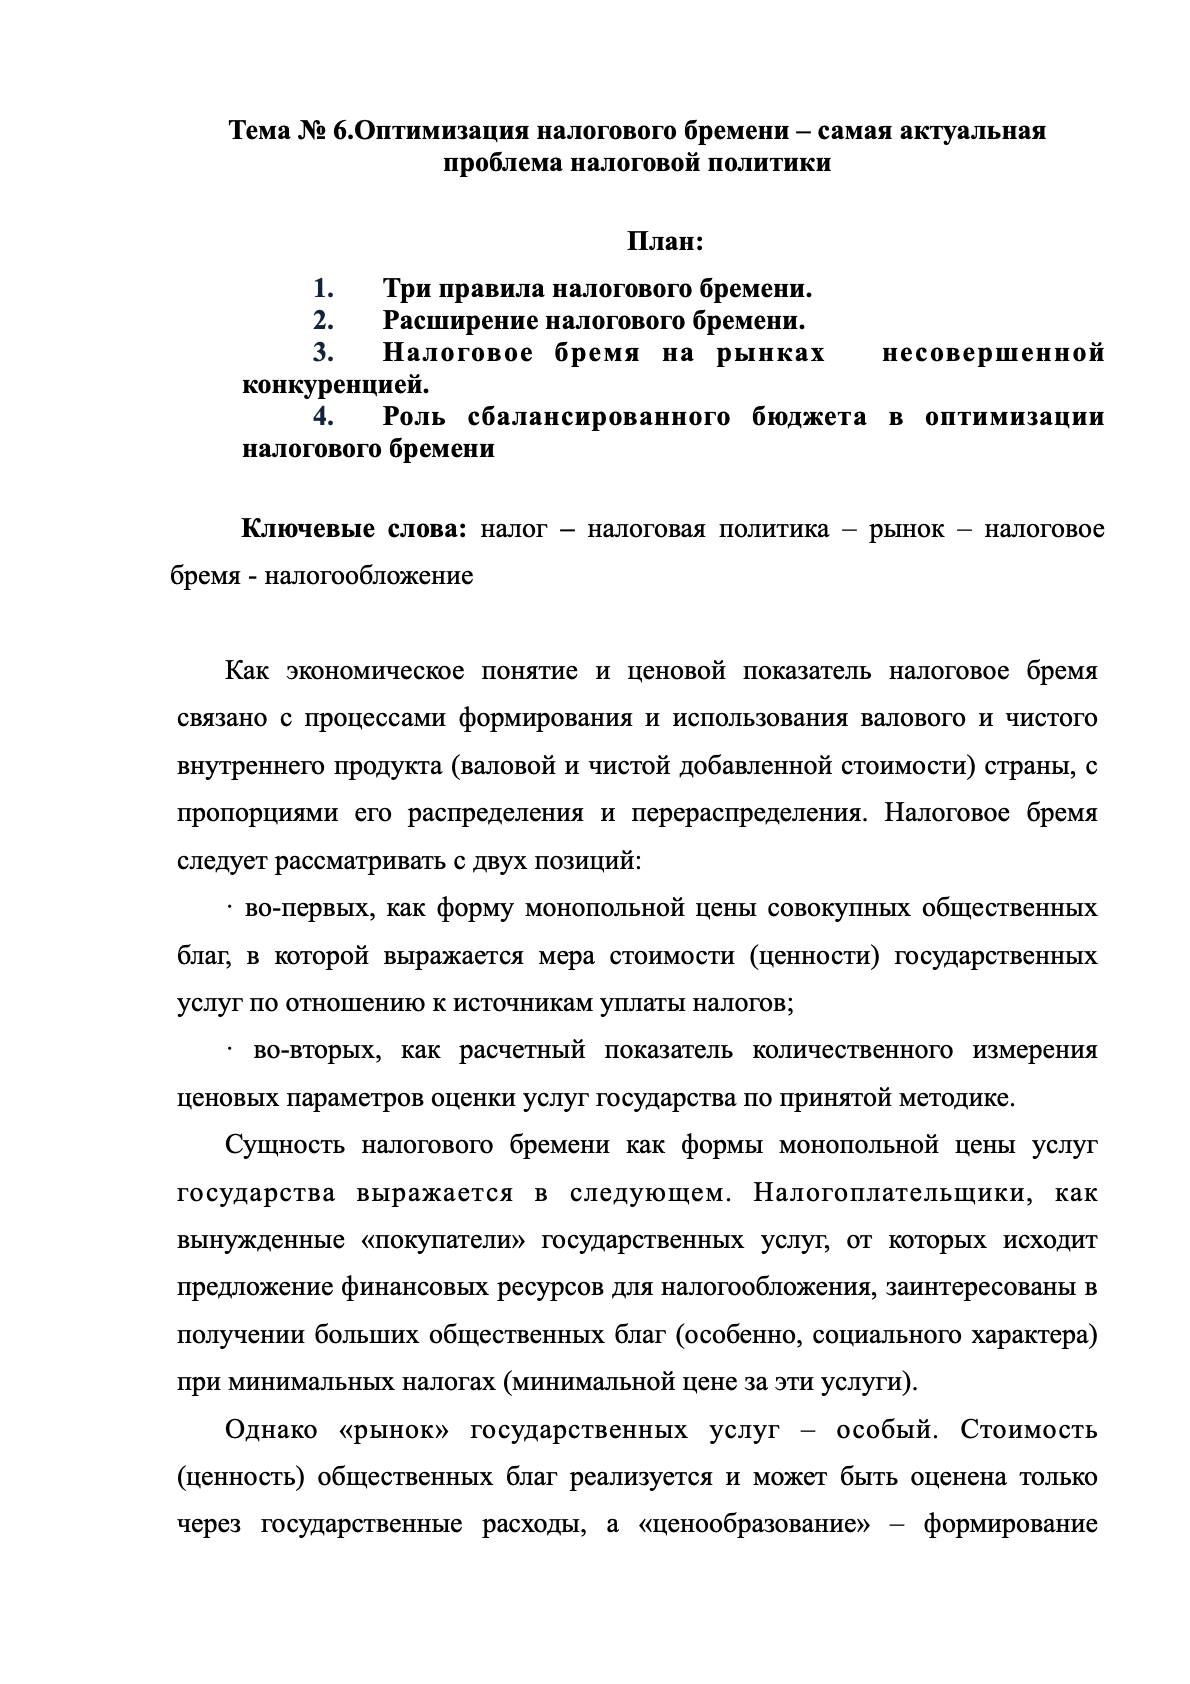 Тема № 6.Оптимизация налогового бремени – самая актуальная
проблема налоговой политики
План:
1. Три правила налогового бремени.
2. Расширение налогового бремени.
3. Налоговое бремя на рынках несовершенной
конкуренцией.
4. Роль сбалансированного бюджета в оптимизации
налогового бремени
Ключевые слова: налог – налоговая политика – рынок – налоговое
бремя - налогообложение
Как экономическое понятие и ценовой показатель налоговое бремя
связано с процессами формирования и использования валового и чистого
внутреннего продукта (валовой и чистой добавленной стоимости) страны, с
пропорциями его распределения и перераспределения. Налоговое бремя
следует рассматривать с двух позиций:
· во-первых, как форму монопольной цены совокупных общественных
благ, в которой выражается мера стоимости (ценности) государственных
услуг по отношению к источникам уплаты налогов;
· во-вторых, как расчетный показатель количественного измерения
ценовых параметров оценки услуг государства по принятой методике.
Сущность налогового бремени как формы монопольной цены услуг
государства выражается в следующем. Налогоплательщики, как
вынужденные «покупатели» государственных услуг, от которых исходит
предложение финансовых ресурсов для налогообложения, заинтересованы в
получении больших общественных благ (особенно, социального характера)
при минимальных налогах (минимальной цене за эти услуги).
Однако «рынок» государственных услуг – особый. Стоимость
(ценность) общественных благ реализуется и может быть оценена только
через государственные расходы, а «ценообразование» – формирование